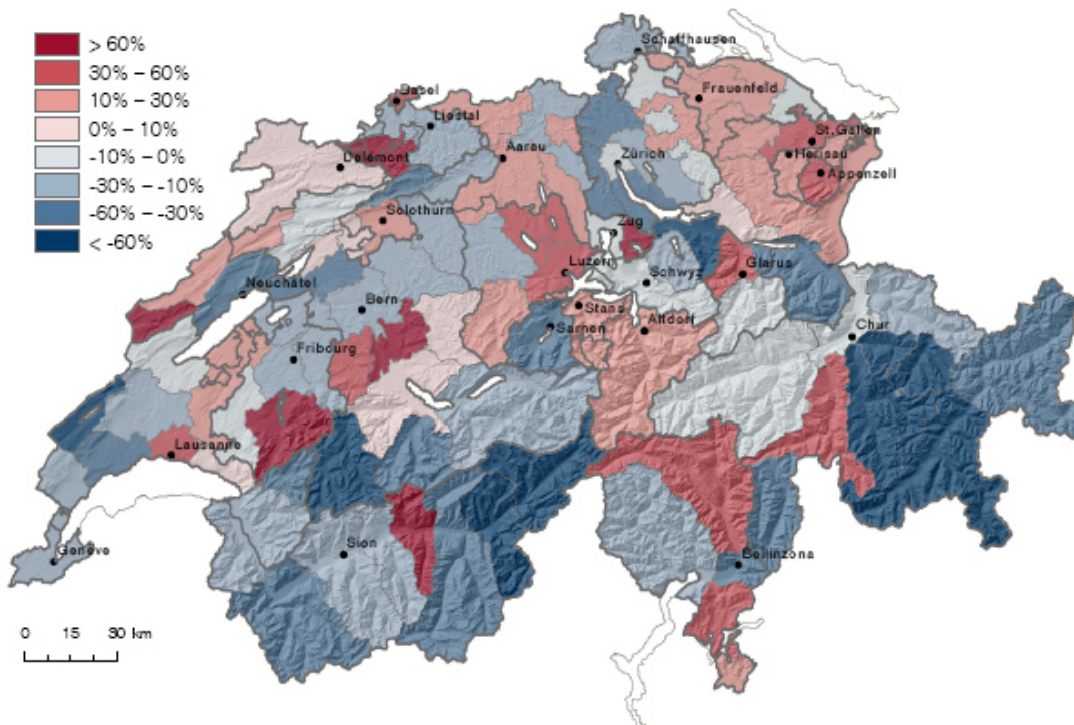 > 60%
30% – 60%
10% – 30%
0% – 10%
-10% – 0%
-30% – -10%
-60% – -30%
< -60%
Schaffhausen
Basel
Frauenfeld
Liestal
St.Gallen
Herisau
Aarau
Delémont
Zürich
Appenzell
Solothurn
Zug
Luzern
Schwyz
Glarus
Neuchâtel
Bern
Stans
Sarnen
Altdorf
Chur
Fribourg
Lausanne
Sion
Genève
Bellinzona
0 15 30 km